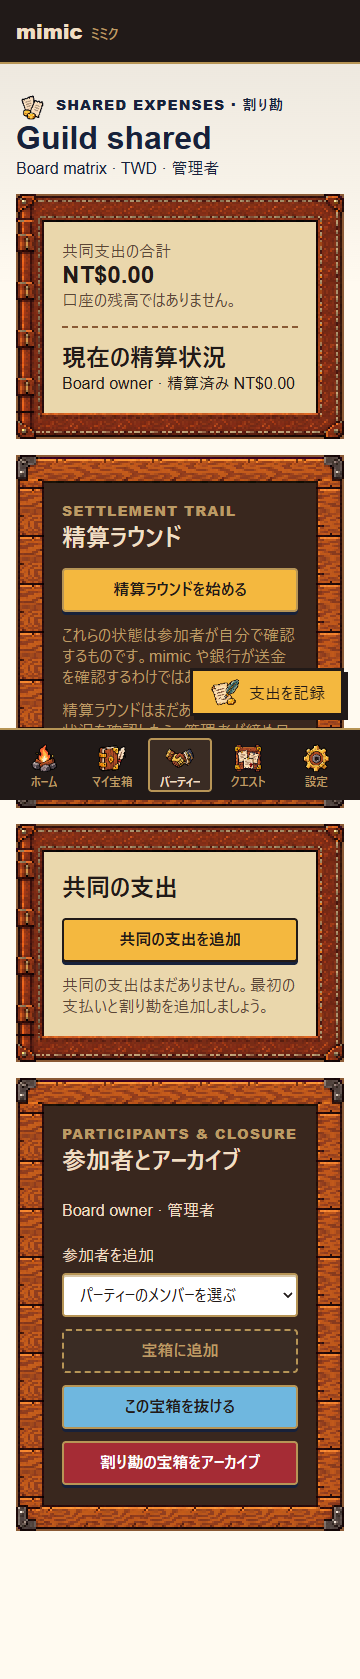 mimic ミミク
SHARED EXPENSES · 割り勘
Guild shared
Board matrix · TWD · 管理者
共同支出の合計
NT$0.00
口座の残高ではありません。
現在の精算状況
Board owner · 精算済み NT$0.00
SETTLEMENT TRAIL
精算ラウンド
精算ラウンドを始める
これらの状態は参加者が自分で確認
するものです。mimic や銀行が送金
を確認するわけではあ
精算ラウンドはまだあ
支出を記録
ホーム
マイ宝箱
パーティー
クエスト
設定
共同の支出
共同の支出を追加
共同の支出はまだありません。最初の
支払いと割り勘を追加しましょう。
PARTICIPANTS & CLOSURE
参加者とアーカイブ
Board owner · 管理者
参加者を追加
パーティーのメンバーを選ぶ
宝箱に追加
この宝箱を抜ける
割り勘の宝箱をアーカイブ